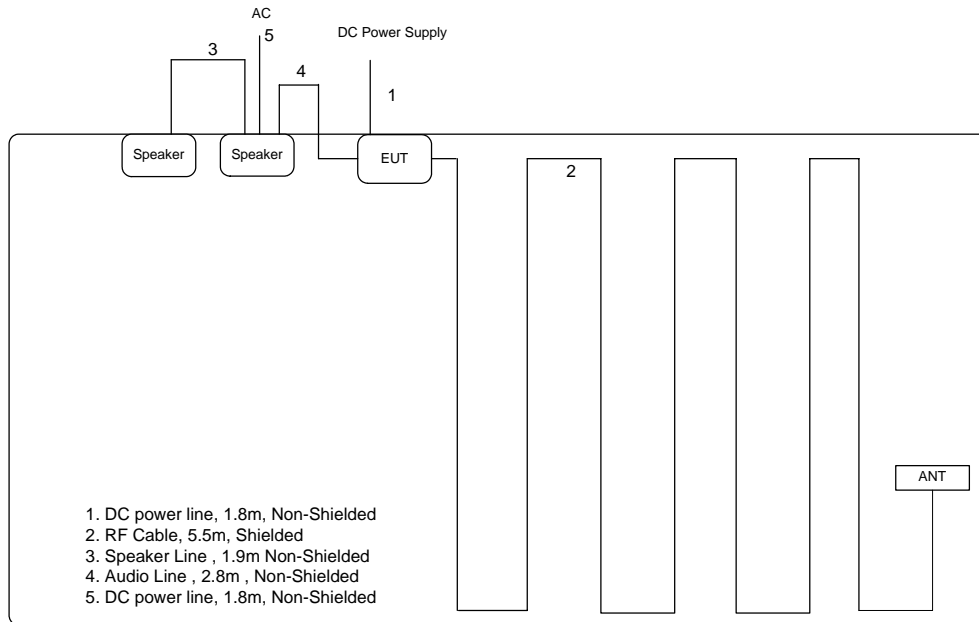 AC
5
DC Power Supply
3
4
1
Speaker
Speaker
EUT
2
ANT
1. DC power line, 1.8m, Non-Shielded
2. RF Cable, 5.5m, Shielded
3. Speaker Line , 1.9m Non-Shielded
4. Audio Line , 2.8m , Non-Shielded
5. DC power line, 1.8m, Non-Shielded